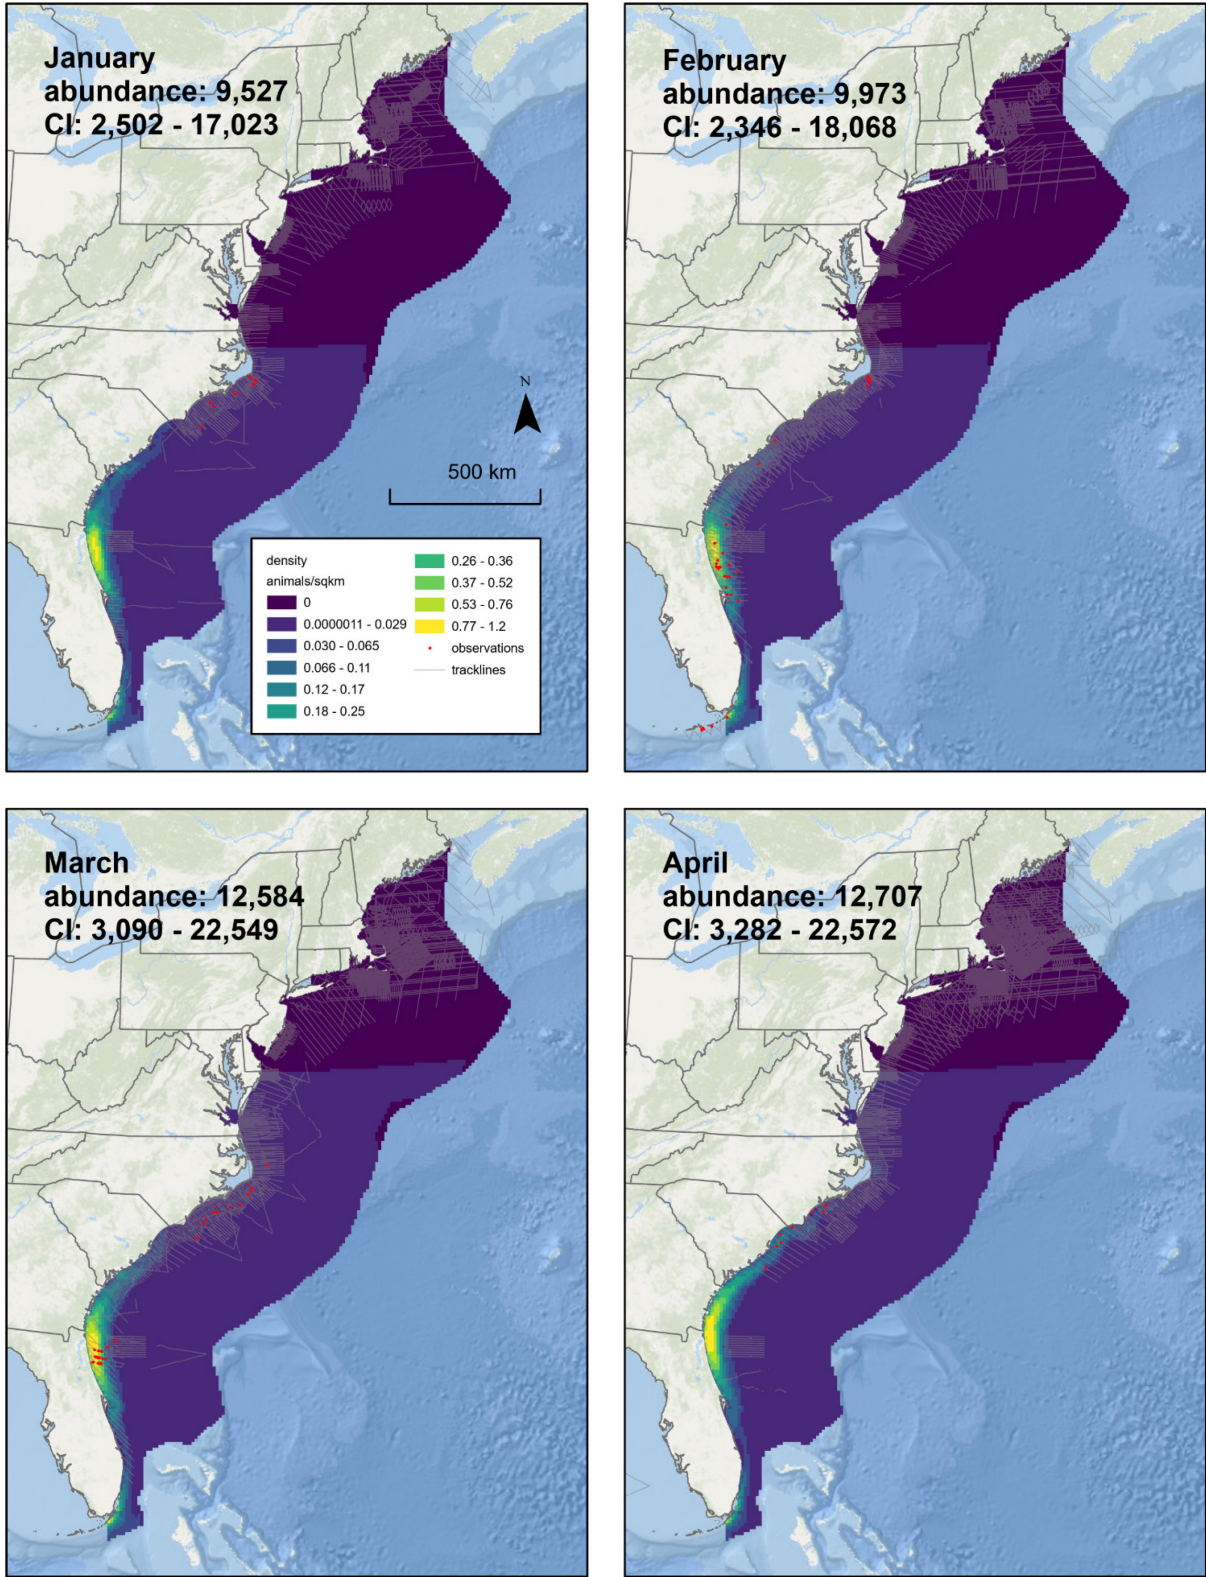 January
abundance: 9,527
CI: 2,502 - 17,023
N
500 km
density
animals/sqkm
0
0.0000011 - 0.029
0.030 - 0.065
0.066 - 0.11
0.12 - 0.17
0.18 - 0.25
0.26 - 0.36
0.37 - 0.52
0.53 - 0.76
0.77 - 1.2
observations
tracklines
February
abundance: 9,973
CI: 2,346 - 18,068
March
abundance: 12,584
CI: 3,090 - 22,549
April
abundance: 12,707
CI: 3,282 - 22,572